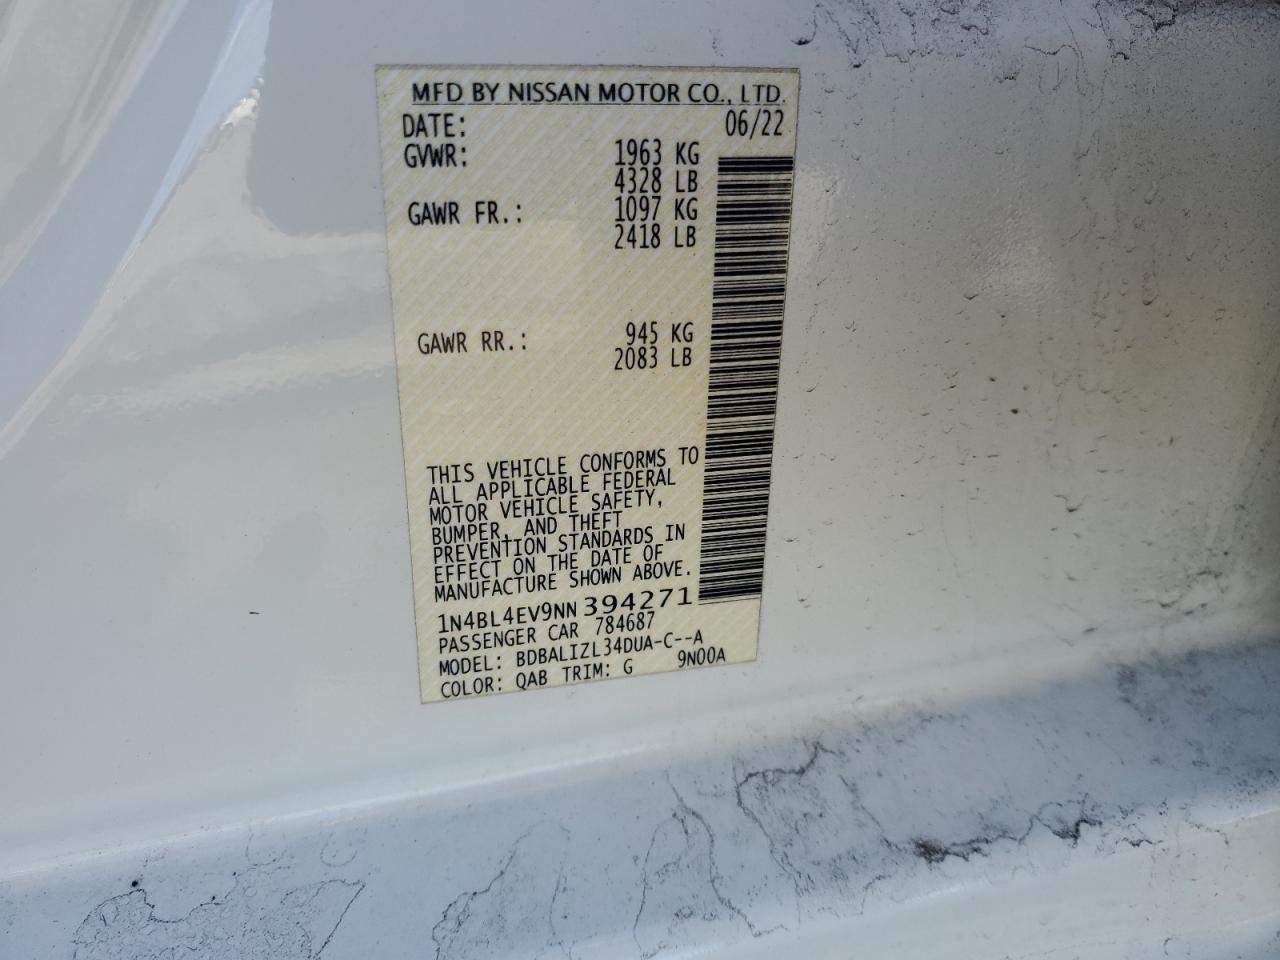 MFD BY NISSAN MOTOR CO., LTD.
DATE: 06/22
GVWR: 1963 KG
4328 LB
GAWR FR.: 1097 KG
2418 LB
GAWR RR.: 945 KG
2083 LB
THIS VEHICLE CONFORMS TO
ALL APPLICABLE FEDERAL
MOTOR VEHICLE SAFETY,
BUMPER, AND THEFT
PREVENTION STANDARDS IN
EFFECT ON THE DATE OF
MANUFACTURE SHOWN ABOVE.
1N4BL4EV9NN394271
PASSENGER CAR 784687
MODEL: BDBALIZL34DUA-C--A
COLOR: QAB TRIM: G 9N00A